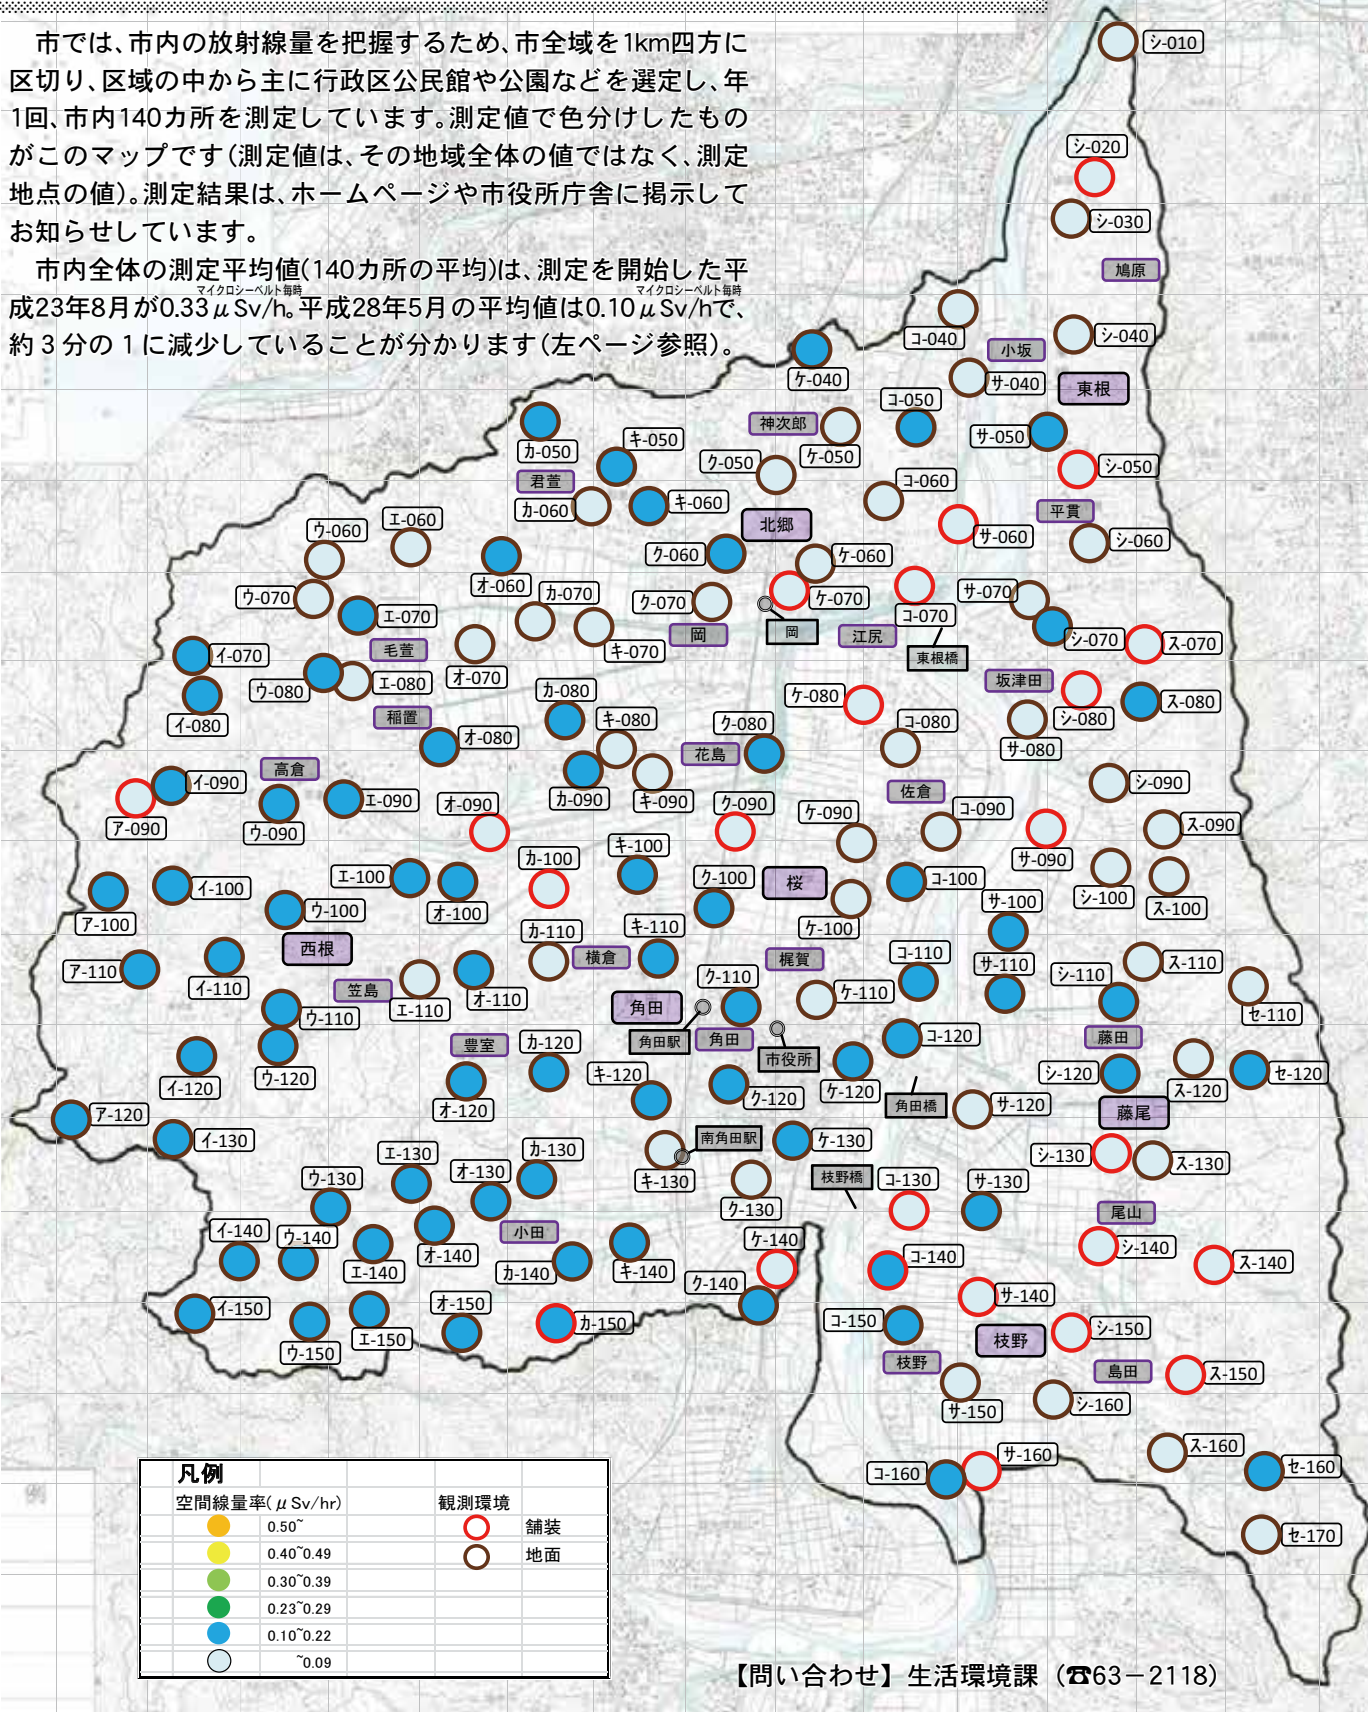 市では、市内の放射線量を把握するため、市全域を1km四方に
区切り、区域の中から主に行政区公民館や公園などを選定し、年
1回、市内140カ所を測定しています。測定値で色分けしたもの
がこのマップです(測定値は、その地域全体の値ではなく、測定
地点の値)。測定結果は、ホームページや市役所庁舎に掲示して
お知らせしています。
市内全体の測定平均値(140カ所の平均)は、測定を開始した平
マイクロシーベルト毎時 マイクロシーベルト毎時
成23年8月が0.33μSv/h。平成28年5月の平均値は0.10μSv/hで、
約3分の1に減少していることが分かります(左ページ参照)。
シ-010
シ-020
シ-030
鳩原
コ-040
シ-040
小坂
ケ-040
サ-040
東根
コ-050
神次郎
サ-050
カ-050
キ-050
ケ-050
ク-050
シ-050
君萱
コ-060
カ-060
キ-060
平貫
北郷
エ-060
ウ-060
サ-060
シ-060
ク-060
ケ-060
オ-060
カ-070
サ-070
ウ-070
ク-070
ケ-070
エ-070
コ-070
岡
岡
江尻
シ-070
ス-070
毛萱
キ-070
イ-070
東根橋
オ-070
エ-080
坂津田
ウ-080
カ-080
ケ-080
ス-080
稲置
キ-080
ク-080
コ-080
シ-080
イ-080
オ-080
サ-080
花島
高倉
イ-090
シ-090
佐倉
エ-090
カ-090
キ-090
オ-090
ク-090
ケ-090
コ-090
ア-090
ウ-090
ス-090
キ-100
カ-100
サ-090
エ-100
ク-100
コ-100
桜
イ-100
シ-100
サ-100
ウ-100
オ-100
ス-100
ア-100
ケ-100
キ-110
カ-110
西根
コ-110
横倉
梶賀
サ-110
ス-110
ア-110
ク-110
シ-110
イ-110
笠島
オ-110
ケ-110
エ-110
角田
セ-110
ウ-110
コ-120
角田駅
角田
藤田
豊室
カ-120
市役所
キ-120
シ-120
セ-120
ウ-120
イ-120
ケ-120
ス-120
ク-120
オ-120
角田橋
サ-120
藤尾
ア-120
イ-130
南角田駅
ケ-130
エ-130
カ-130
シ-130
ス-130
オ-130
ウ-130
キ-130
枝野橋
コ-130
サ-130
ク-130
尾山
イ-140
ウ-140
小田
ケ-140
シ-140
オ-140
コ-140
ス-140
エ-140
カ-140
キ-140
ク-140
サ-140
オ-150
イ-150
カ-150
コ-150
シ-150
エ-150
枝野
ウ-150
枝野
島田
ス-150
シ-160
サ-150
ス-160
サ-160
コ-160
セ-160
セ-170
凡例
空間線量率(μSv/hr) 観測環境
0.50~ 舗装
0.40~0.49 地面
0.30~0.39
0.23~0.29
0.10~0.22
~0.09
【問い合わせ】生活環境課(☎63-2118)